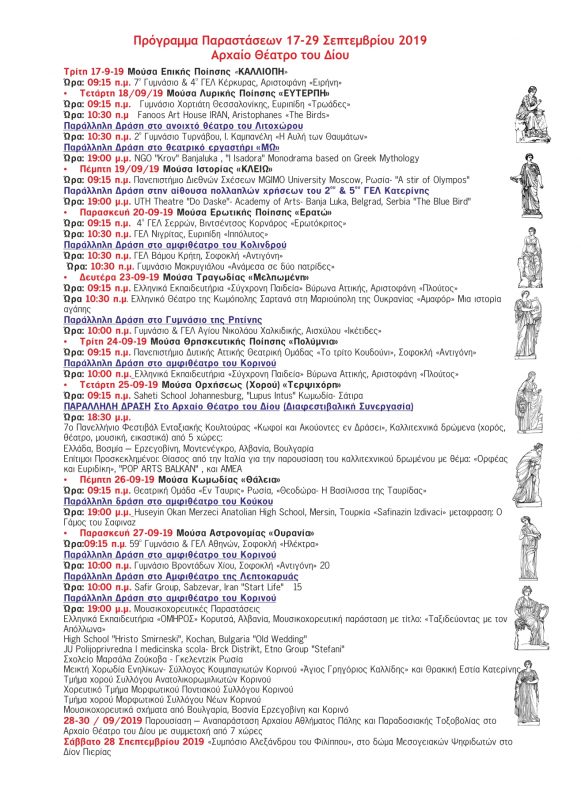 Πρόγραμμα Παραστάσεων 17-29 Σεπτεμβρίου 2019
Αρχαίο Θέατρο του Δίου
Τρίτη 17-9-19 Μούσα Επικής Ποίησης «ΚΑΛΛΙΟΠΗ»
Ώρα: 09:15 π.μ. 7ο Γυμνάσιο & 4ο ΓΕΛ Κέρκυρας, Αριστοφάνη «Ειρήνη»
• Τετάρτη 18/09/19 Μούσα Λυρικής Ποίησης «ΕΥΤΕΡΠΗ»
Ώρα: 09:15 π.μ. Γυμνάσιο Χορτιάτη Θεσσαλονίκης, Ευριπίδη «Τρωάδες»
Ώρα: 10:30 π.μ Fanoos Art House IRAN, Aristophanes «The Birds»
Παράλληλη Δράση στο ανοιχτό θέατρο του Λιτοχώρου
Ώρα: 10:30 π.μ. 2ο Γυμνάσιο Τυρνάβου, Ι. Καμπανέλη «Η Αυλή των Θαυμάτων»
Παράλληλη Δράση στο θεατρικό εργαστήρι «ΜΩ»
Ώρα: 19:00 μ.μ. NGO "Krov" Banjaluka , "I Isadora" Monodrama based on Greek Mythology
• Πέμπτη 19/09/19 Μούσα Ιστορίας «ΚΛΕΙΩ»
Ώρα: 09:15 π.μ. Πανεπιστήμιο Διεθνών Σχέσεων MGIMO University Moscow, Ρωσία- "A stir of Olympos"
Παράλληλη Δράση στην αίθουσα πολλαπλών χρήσεων του 2ου & 5ου ΓΕΛ Κατερίνης
Ώρα: 19:00 μ.μ. UTH Theatre "Do Daske"- Academy of Arts- Banja Luka, Belgrad, Serbia "The Blue Bird"
• Παρασκευή 20-09-19 Μούσα Ερωτικής Ποίησης «Ερατώ»
Ώρα: 09:15 π.μ. 4ο ΓΕΛ Σερρών, Βιντσέντσος Κορνάρος «Ερωτόκριτος»
Ώρα: 10:30 π.μ. ΓΕΛ Νιγρίτας, Ευριπίδη «Ιππόλυτος»
Παράλληλη Δράση στο αμφιθέατρο του Κολινδρού
Ώρα: 10:30 π.μ. ΓΕΛ Βάμου Κρήτη, Σοφοκλή «Αντιγόνη»
Ώρα: 10:30 π.μ. Γυμνάσιο Μακρυγιάλου «Ανάμεσα σε δύο πατρίδες»
• Δευτέρα 23-09-19 Μούσα Τραγωδίας «Μελπωμένη»
Ώρα: 09:15 π.μ. Ελληνικά Εκπαιδευτήρια «Σύγχρονη Παιδεία» Βύρωνα Αττικής, Αριστοφάνη «Πλούτος»
Ώρα 10:30 π.μ. Ελληνικό Θέατρο της Κωμόπολης Σαρτανά στη Μαριούπολη της Ουκρανίας «Αμαφόρ» Μια ιστορία
αγάπης
Παράλληλη Δράση στο Γυμνάσιο της Ρητίνης
Ώρα: 10:00 π.μ. Γυμνάσιο & ΓΕΛ Αγίου Νικολάου Χαλκιδικής, Αισχύλου «Ικέτιδες»
• Τρίτη 24-09-19 Μούσα Θρησκευτικής Ποίησης «Πολύμνια»
Ώρα: 09:15 π.μ. Πανεπιστήμιο Δυτικής Αττικής Θεατρική Ομάδας «Το τρίτο Κουδούνι», Σοφοκλή «Αντιγόνη»
Παράλληλη Δράση στο αμφιθέατρο του Κορινού
Ώρα: 10:00 π.μ. Ελληνικά Εκπαιδευτήρια «Σύγχρονη Παιδεία» Βύρωνα Αττικής, Αριστοφάνη «Πλούτος»
• Τετάρτη 25-09-19 Μούσα Ορχήσεως (Χορού) «Τερψιχόρη»
Ώρα: 09:15 π.μ. Saheti School Johannesburg, "Lupus Intus" Κωμωδία- Σάτιρα
ΠΑΡΑΛΛΗΛΗ ΔΡΑΣΗ Στο Αρχαίο Θέατρο του Δίου (Διαφεστιβαλική Συνεργασία)
Ώρα: 18:30 μ.μ.
7ο Πανελλήνιο Φεστιβάλ Ενταξιακής Κουλτούρας «Κωφοί και Ακούοντες εν Δράσει», Καλλιτεχνικά δρώμενα (χορός,
θέατρο, μουσική, εικαστικά) από 5 χώρες:
Ελλάδα, Βοσμία – Ερζεγοβίνη, Μοντενέγκρο, Αλβανία, Βουλγαρία
Επίτιμοι Προσκεκλημένοι: Θίασος από την Ιταλία για την παρουσίαση του καλλιτεχνικού δρωμένου με θέμα: «Ορφέας
και Ευριδίκη», "POP ARTS BALKAN" , και ΑΜΕΑ
• Πέμπτη 26-09-19 Μούσα Κωμωδίας «Θάλεια»
Ώρα: 09:15 π.μ. Θεατρική Ομάδα «Εν Ταυρις» Ρωσία, «Θεοδώρα- Η Βασίλισσα της Ταυρίδας»
Παράλληλη δράση στο αμφιθέατρο του Κούκου
Ώρα: 19:00 μ.μ. Huseyin Okan Merzeci Anatolian High School, Mersin, Τουρκία «Safinazin Izdivaci» μεταφραση: Ο
Γάμος του Σαφιναζ
• Παρασκευή 27-09-19 Μούσα Αστρονομίας «Ουρανία»
Ώρα:09:15 π.μ. 59ο Γυμνάσιο & ΓΕΛ Αθηνών, Σοφοκλή «Ηλέκτρα»
Παράλληλη Δράση στο αμφιθέατρο του Κορινού
Ώρα: 10:00 π.μ. Γυμνάσιο Βροντάδων Χίου, Σοφοκλή «Αντιγόνη» 20
Παράλληλη Δράση στο Αμφιθέατρο της Λεπτοκαρυάς
Ώρα: 10:00 π.μ. Safir Group, Sabzevar, Iran "Start Life" 15
Παράλληλη Δράση στο αμφιθέατρο του Κορινού
Ώρα: 19:00 μ.μ. Μουσικοχορευτικές Παραστάσεις
Ελληνικά Εκπαιδευτήρια «ΟΜΗΡΟΣ» Κορυτσά, Αλβανία, Μουσικοχορευτική παράσταση με τίτλο: «Ταξιδεύοντας με τον
Απόλλωνα»
High School "Hristo Smirneski", Kochan, Bulgaria "Old Wedding"
JU Polijoprivredna I medicinska scola- Brck Distrikt, Etno Group "Stefani"
Σχολείο Μαρσάλα Ζούκοβα - Γκελεντζίκ Ρωσία
Μεικτή Χορωδία Ενηλίκων- Σύλλογος Κουμπαγιωτών Κορινού «Άγιος Γρηγόριος Καλλίδης» και Θρακική Εστία Κατερίνης
Τμήμα χορού Συλλόγου Ανατολικορωμιλιωτών Κορινού
Χορευτικό Τμήμα Μορφωτικού Ποντιακού Συλλόγου Κορινού
Τμήμα χορού Μορφωτικού Συλλόγου Νέων Κορινού
Μουσικοχορευτικά σχήματα από Βουλγαρία, Βοσνία Ερζεγοβίνη και Κορινό
28-30 / 09/2019 Παρουσίαση – Αναπαράσταση Αρχαίου Αθλήματος Πάλης και Παραδοσιακής Τοξοβολίας στο
Αρχαίο Θέατρο του Δίου με συμμετοχή από 7 χώρες
Σάββατο 28 Σπεπτεμβρίου 2019 «Συμπόσιο Αλεξάνδρου του Φιλίππου», στο δώμα Μεσογειακών Ψηφιδωτών στο
Δίον Πιερίας